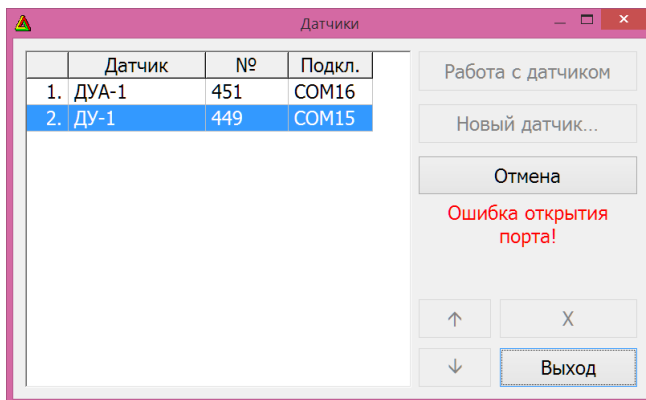 Датчики
Датчик № Подкл.
1. ДУА-1 451 COM16
2. ДУ-1 449 COM15
Работа с датчиком
Новый датчик...
Отмена
Ошибка открытия
порта!
↑ X
↓ Выход